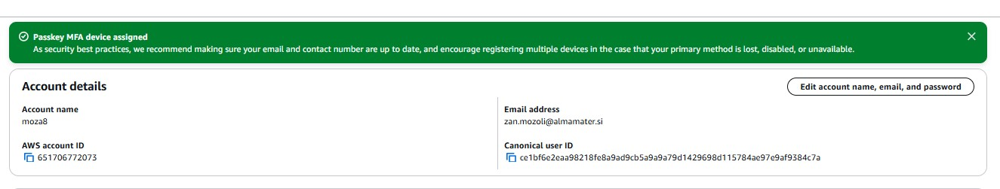 Passkey MFA device assigned
As security best practices, we recommend making sure your email and contact number are up to date, and encourage registering multiple devices in the case that your primary method is lost, disabled, or unavailable.
Account details
Edit account name, email, and password
Account name
moza8
Email address
zan.mozoli@almamater.si
AWS account ID
651706772073
Canonical user ID
ce1bf6e2eaa98218fe8a9ad9cb5a9a9a79d1429698d115784ae97e9af9384c7a